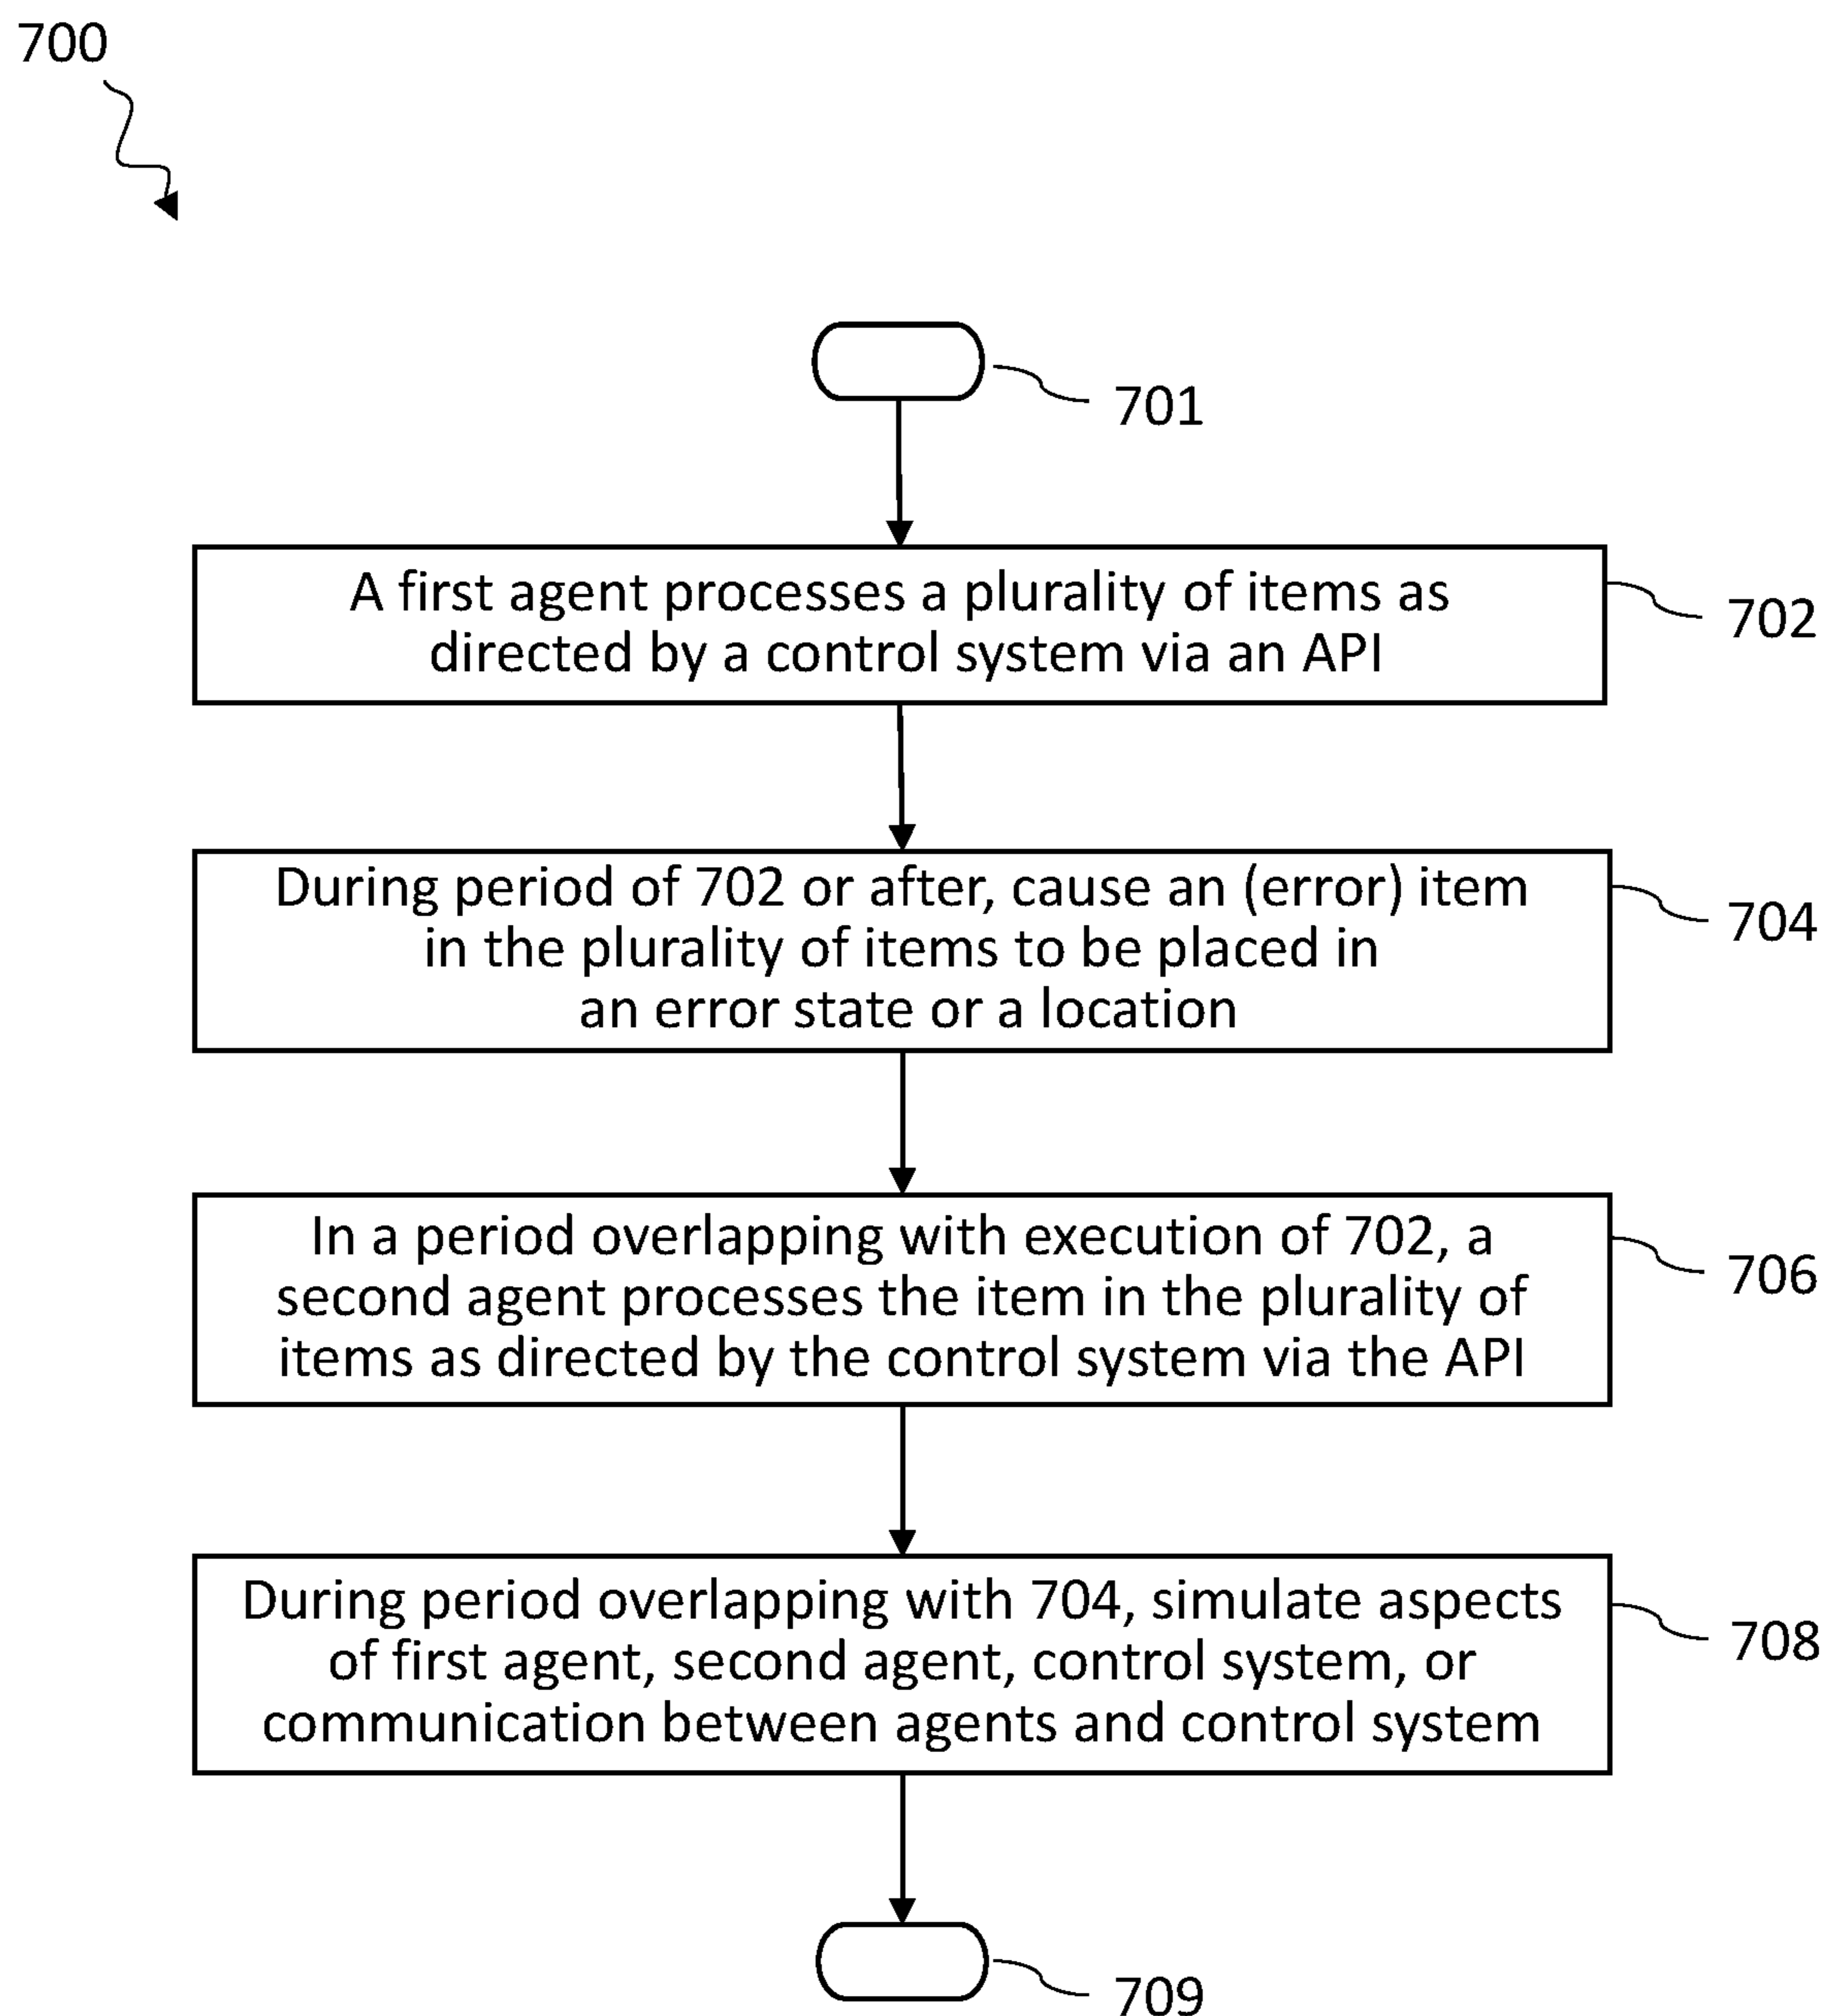 700
701
A first agent processes a plurality of items as
directed by a control system via an API
702
During period of 702 or after, cause an (error) item
in the plurality of items to be placed in
an error state or a location
704
In a period overlapping with execution of 702, a
second agent processes the item in the plurality of
items as directed by the control system via the API
706
During period overlapping with 704, simulate aspects
of first agent, second agent, control system, or
communication between agents and control system
708
709